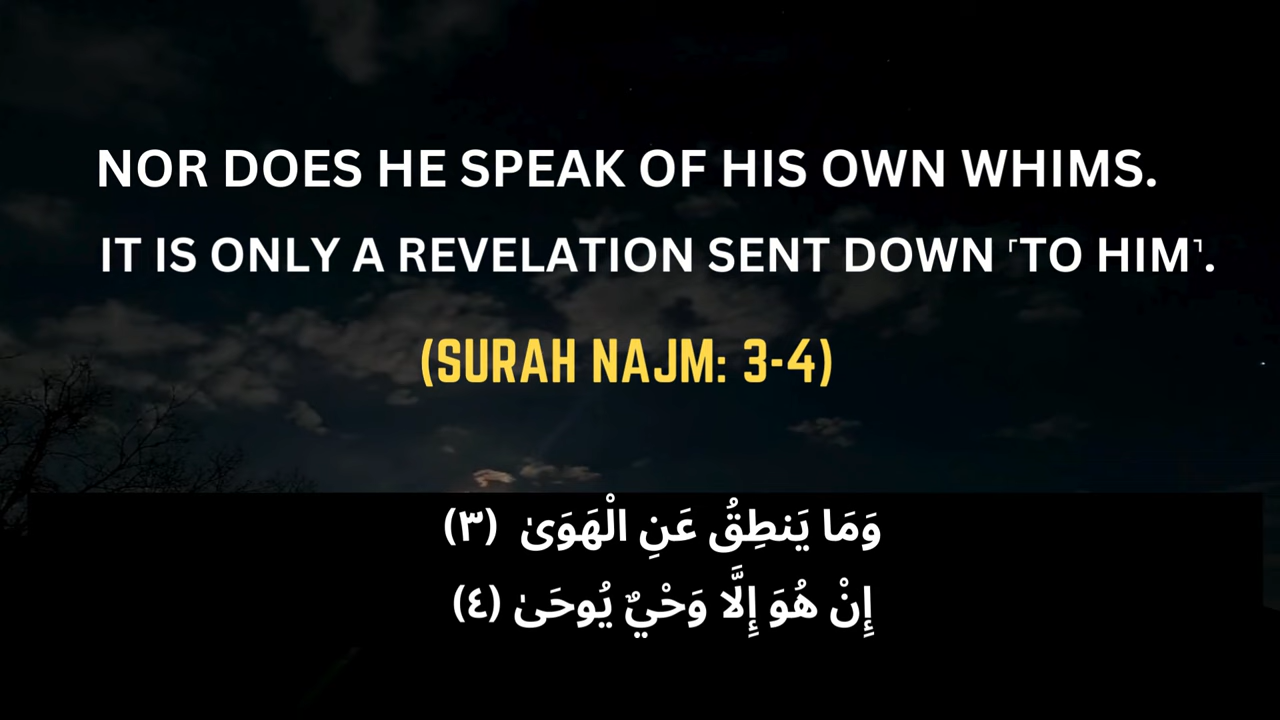 NOR DOES HE SPEAK OF HIS OWN WHIMS.
IT IS ONLY A REVELATION SENT DOWN ˹TO HIM˺.
(SURAH NAJM: 3-4)
وَمَا يَنطِقُ عَنِ الْهَوَىٰ (٣)
إِنْ هُوَ إِلَّا وَحْيٌ يُوحَىٰ (٤)